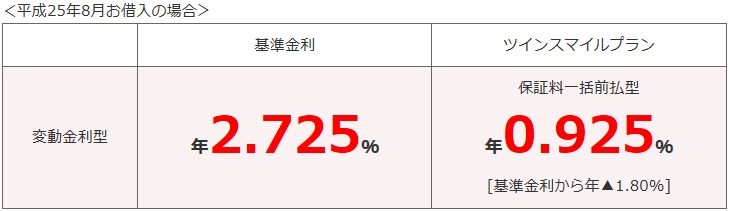 ＜平成25年8月お借入の場合＞
基準金利
ツインスマイルプラン
変動金利型
年2.725%
保証料一括前払型
年0.925%
[基準金利から年▲1.80%]